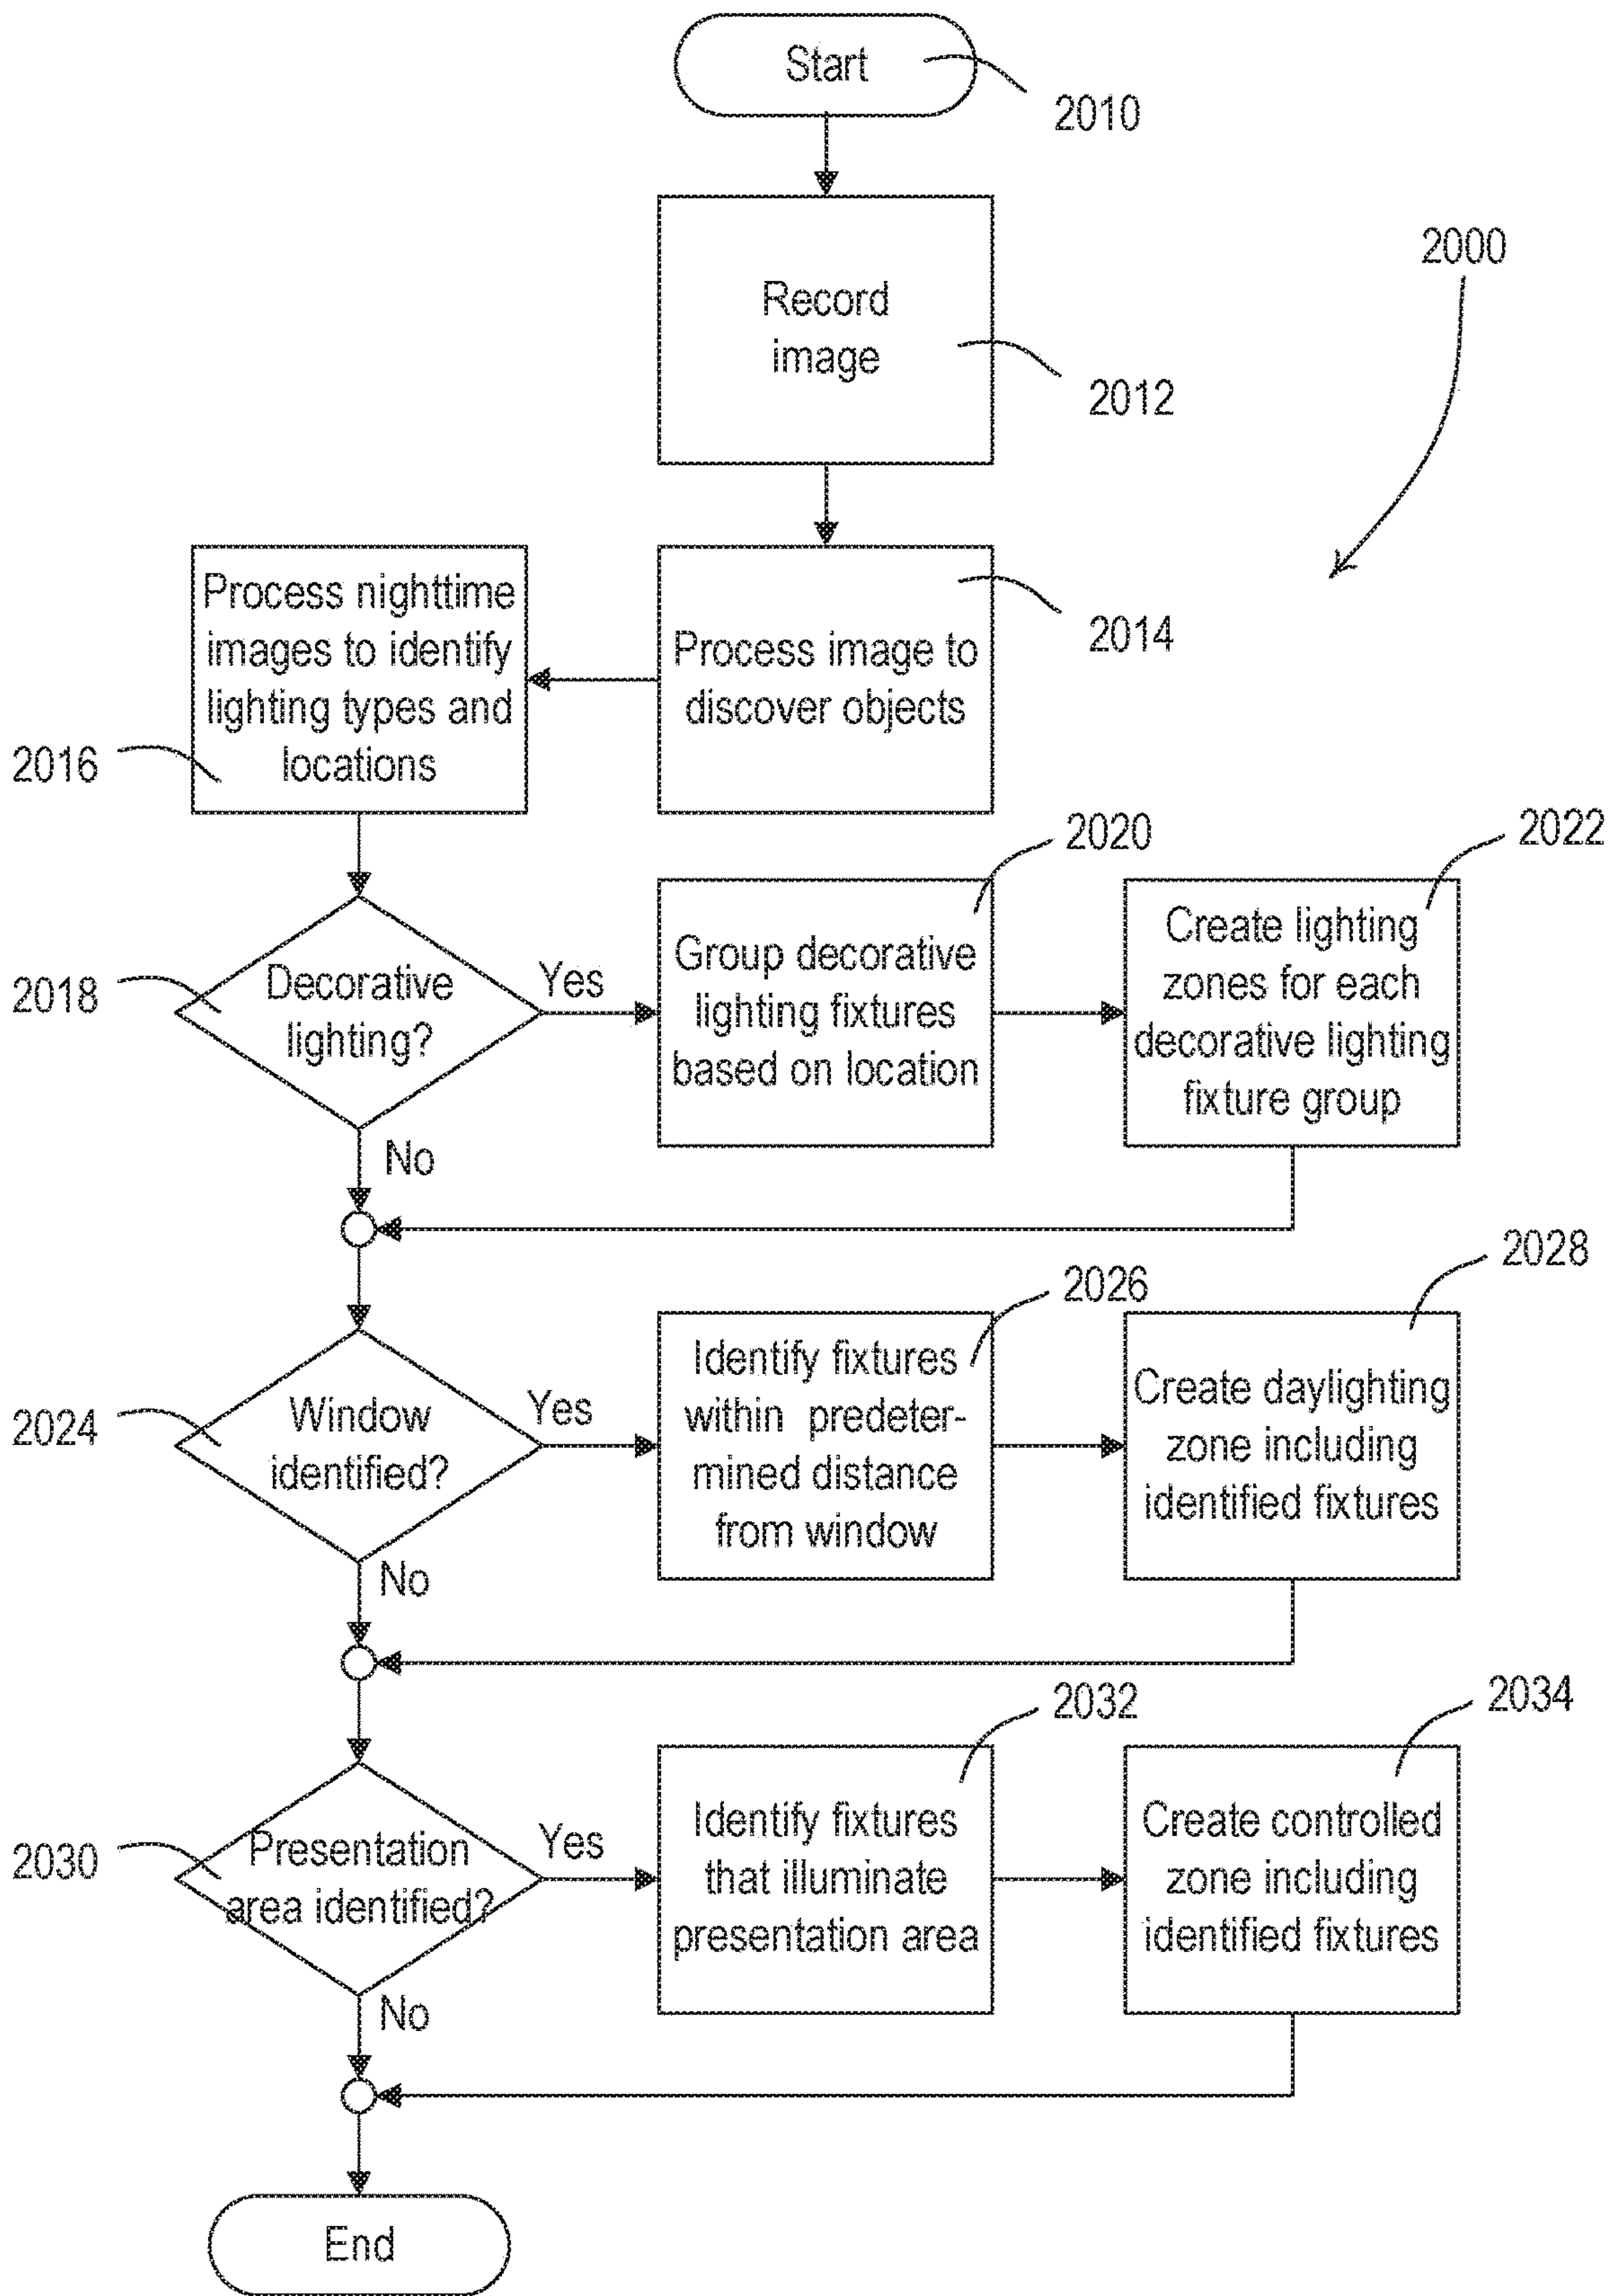 Start
2010
2000
Record
image
2012
Process nighttime
images to identify
lighting types and
locations
2016
Process image to
discover objects
2014
2018
Decorative
lighting?
Yes
No
2020
Group decorative
lighting fixtures
based on location
2022
Create lighting
zones for each
decorative lighting
fixture group
2024
Window
identified?
Yes
No
2026
Identify fixtures
within predeter-
mined distance
from window
2028
Create daylighting
zone including
identified fixtures
2030
Presentation
area identified?
Yes
No
2032
Identify fixtures
that illuminate
presentation area
2034
Create controlled
zone including
identified fixtures
End